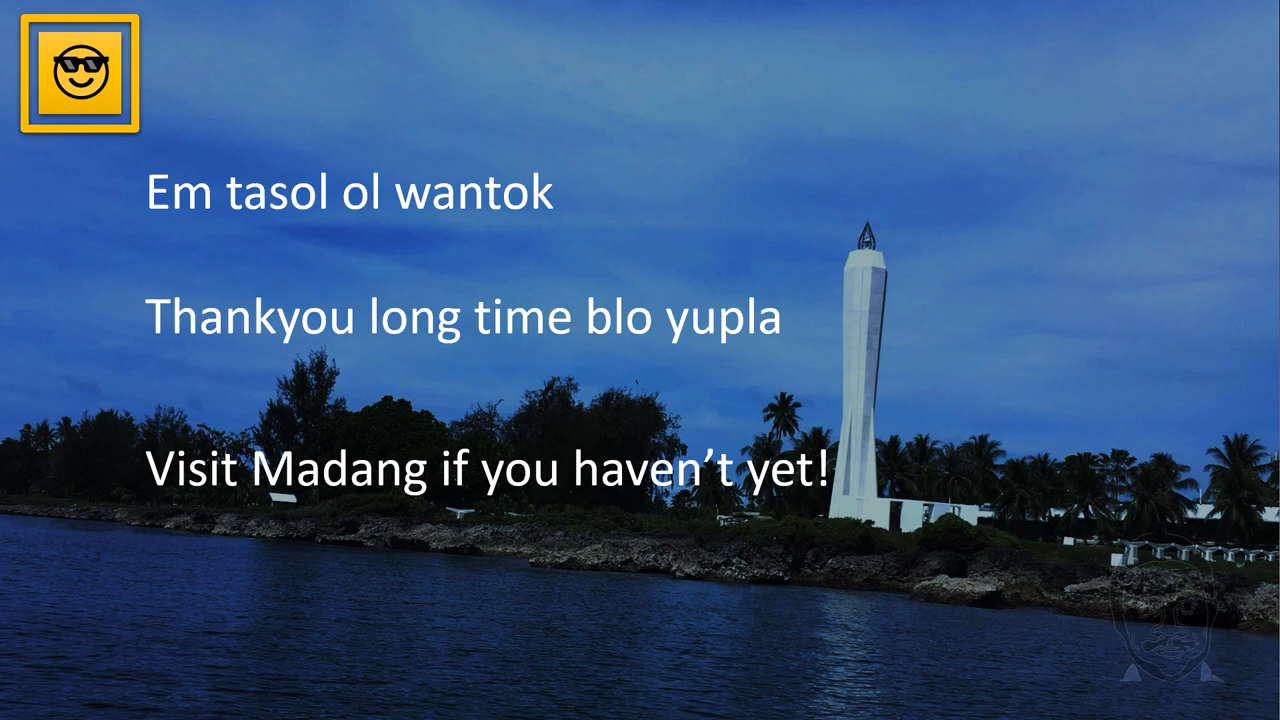 Em tasol ol wantok
Thankyou long time blo yupla
Visit Madang if you haven’t yet!